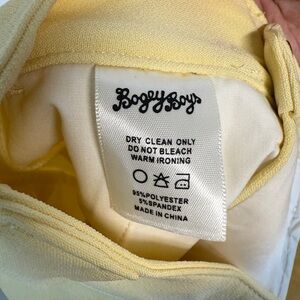 Bogey Boys
DRY CLEAN ONLY
DO NOT BLEACH
WARM IRONING
95%POLYESTER
5%SPANDEX
MADE IN CHINA